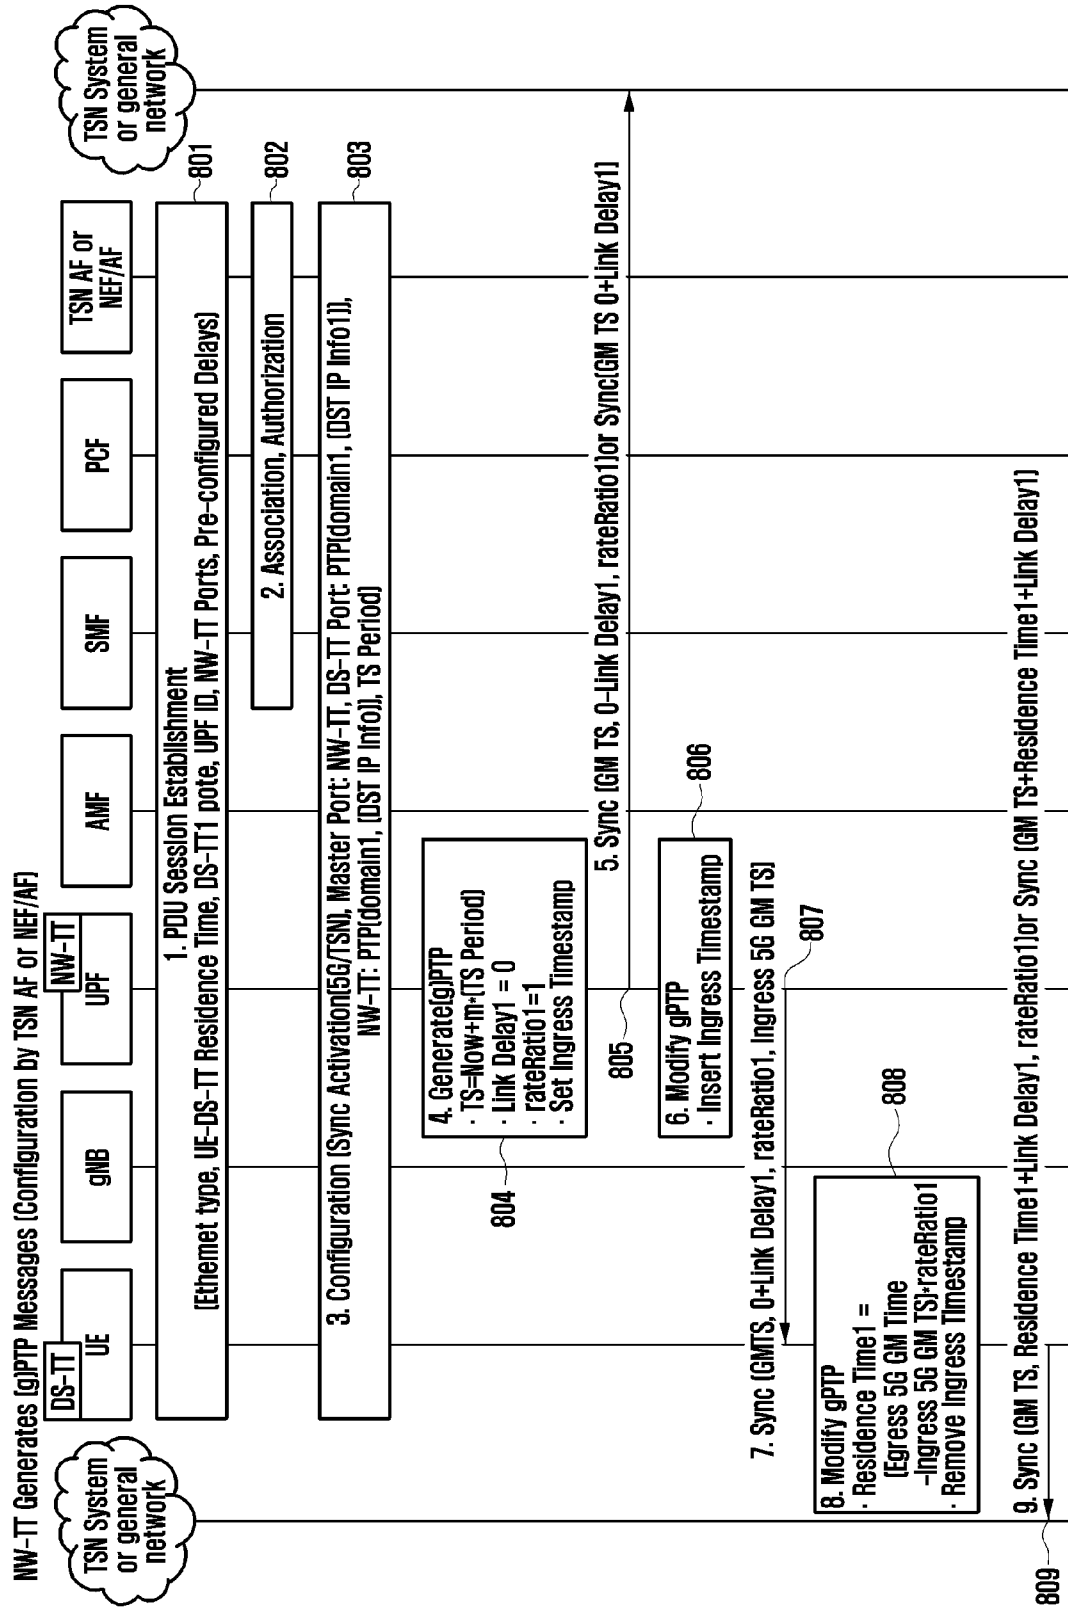 NW-TT Generates (g)PTP Messages (Configuration by TSN AF or NEF/AF)
TSN System
or general
network
DS-TT
UE
gNB
NW-TT
UPF
AMF
SMF
PCF
TSN AF or
NEF/AF
TSN System
or general
network
1. PDU Session Establishment
(Ethemet type, UE-DS-TT Residence Time, DS-TT1 pote, UPF ID, NW-TT Ports, Pre-configured Delays)
801
2. Association, Authorization
802
3. Configuration (Sync Activation(5G/TSN), Master Port: NW-TT, DS-TT Port: PTP(domain1, (DST IP Info1)),
NW-TT: PTP(domain1, (DST IP Info)), TS Period)
803
4. Generate(g)PTP
· TS=Now+m*(TS Period)
· Link Delay1 = 0
· rateRatio1=1
· Set Ingress Timestamp
804
5. Sync (GM TS, 0-Link Delay1, rateRatio1)or Sync(GM TS 0+Link Delay1)
805
6. Modify gPTP
· Insert Ingress Timestamp
806
7. Sync (GMTS, 0+Link Delay1, rateRatio1, Ingress 5G GM TS)
807
8. Modify gPTP
· Residence Time1 =
(Egress 5G GM Time
-Ingress 5G GM TS)*rateRatio1
· Remove Ingress TImestamp
808
9. Sync (GM TS, Residence Time1+Link Delay1, rateRatio1)or Sync (GM TS+Residence Time1+Link Delay1)
809